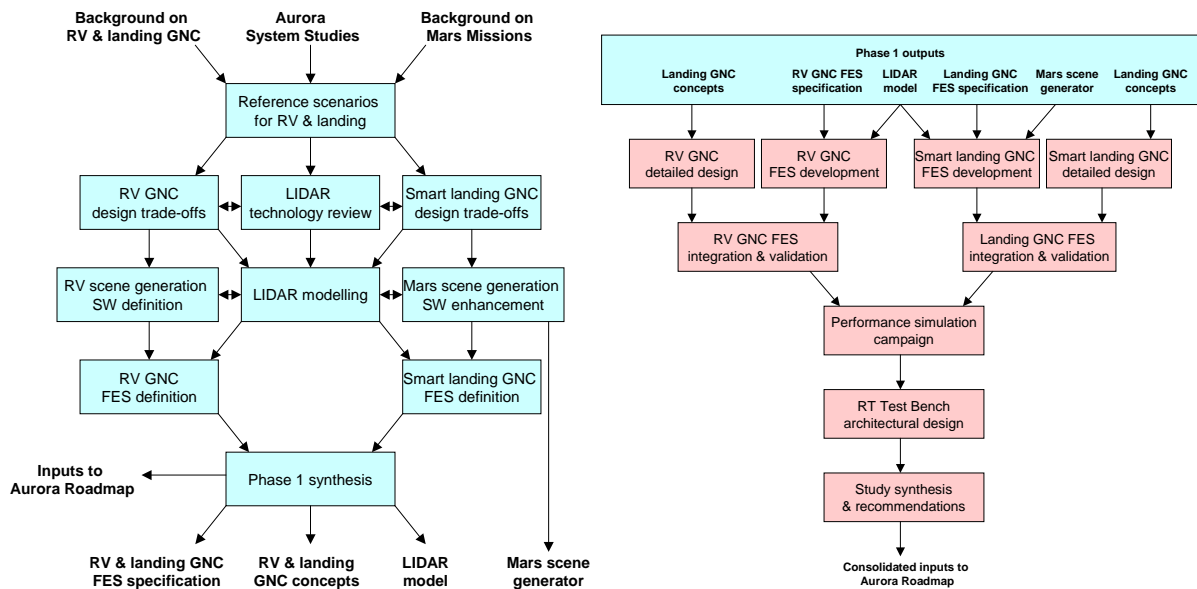 Background on
RV & landing GNC
Aurora
System Studies
Background on
Mars Missions
Reference scenarios
for RV & landing
RV GNC
design trade-offs
LIDAR
technology review
Smart landing GNC
design trade-offs
RV scene generation
SW definition
LIDAR modelling
Mars scene generation
SW enhancement
RV GNC
FES definition
Smart landing GNC
FES definition
Inputs to
Aurora Roadmap
Phase 1 synthesis
RV & landing GNC
FES specification
RV & landing
GNC concepts
LIDAR
model
Mars scene
generator
Phase 1 outputs
Landing GNC
concepts
RV GNC FES
specification
LIDAR
model
Landing GNC
FES specification
Mars scene
generator
Landing GNC
concepts
RV GNC
detailed design
RV GNC
FES development
Smart landing GNC
FES development
Smart landing GNC
detailed design
RV GNC FES
integration & validation
Landing GNC FES
integration & validation
Performance simulation
campaign
RT Test Bench
architectural design
Study synthesis
& recommendations
Consolidated inputs to
Aurora Roadmap